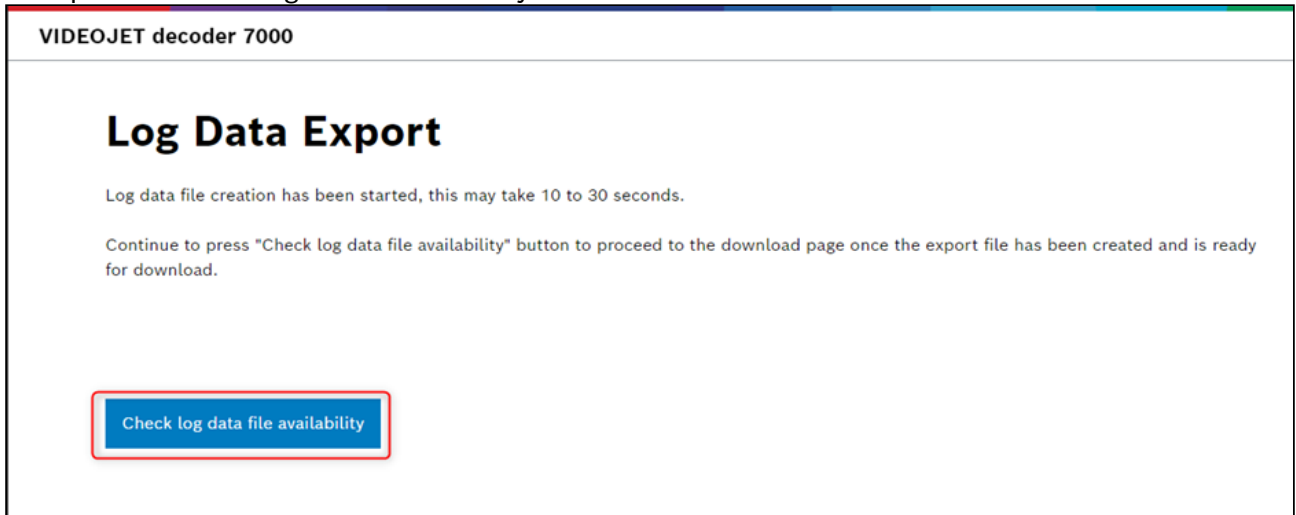 VIDEOJET decoder 7000
Log Data Export
Log data file creation has been started, this may take 10 to 30 seconds.
Continue to press "Check log data file availability" button to proceed to the download page once the export file has been created and is ready
for download.
Check log data file availability